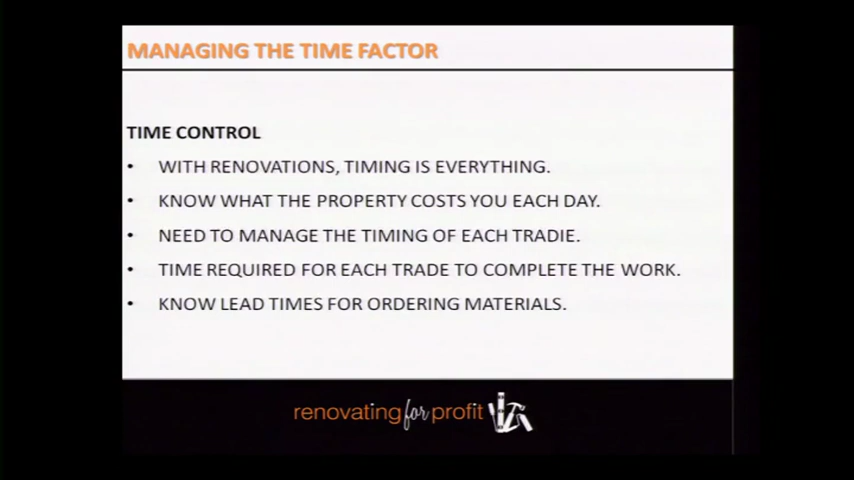 MANAGING THE TIME FACTOR
TIME CONTROL
• WITH RENOVATIONS, TIMING IS EVERYTHING.
• KNOW WHAT THE PROPERTY COSTS YOU EACH DAY.
• NEED TO MANAGE THE TIMING OF EACH TRADIE.
• TIME REQUIRED FOR EACH TRADE TO COMPLETE THE WORK.
• KNOW LEAD TIMES FOR ORDERING MATERIALS.
renovating for profit